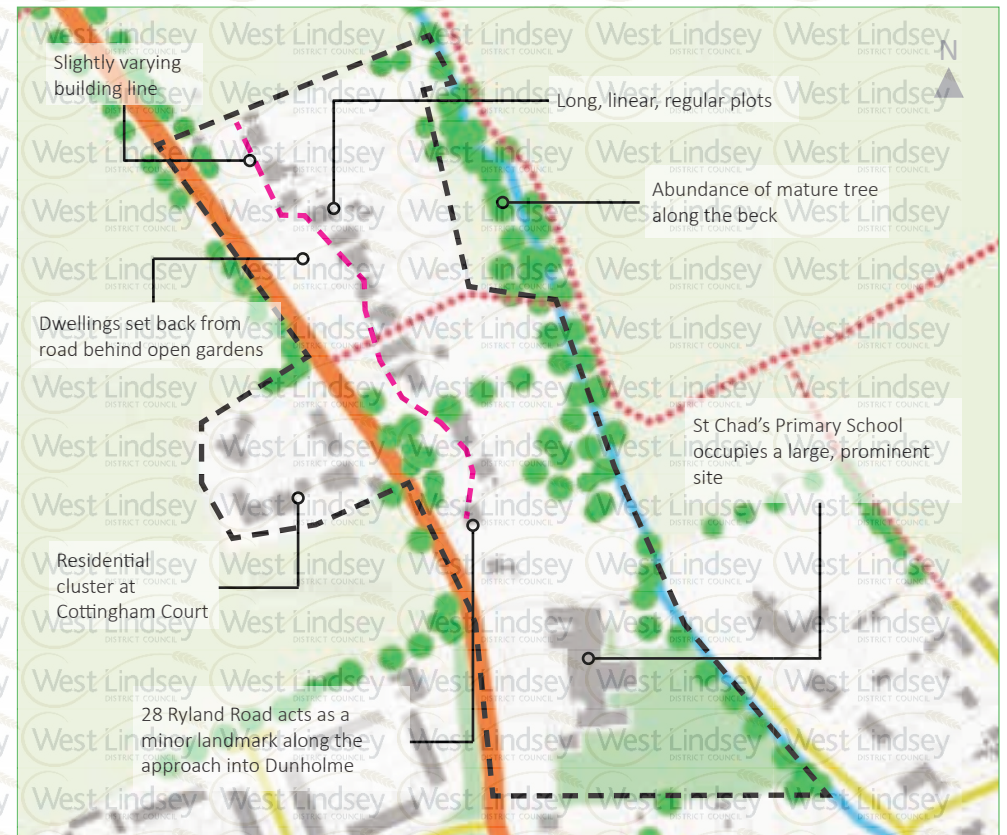 Slightly varying
building line
N
Long, linear, regular plots
Abundance of mature tree
along the beck
Dwellings set back from
road behind open gardens
St Chad's Primary School
occupies a large, prominent
site
Residential
cluster at
Cottingham Court
28 Ryland Road acts as a
minor landmark along the
approach into Dunholme
West Lindsey
DISTRICT COUNCIL